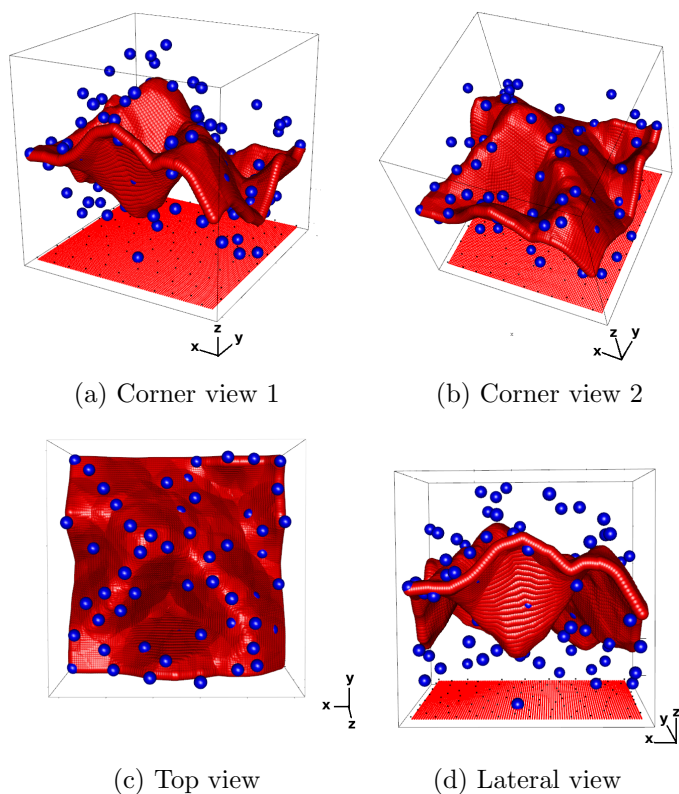 z
y
x
z
x
y
(a) Corner view 1
(b) Corner view 2
y
x
z
z
y
x
(c) Top view
(d) Lateral view